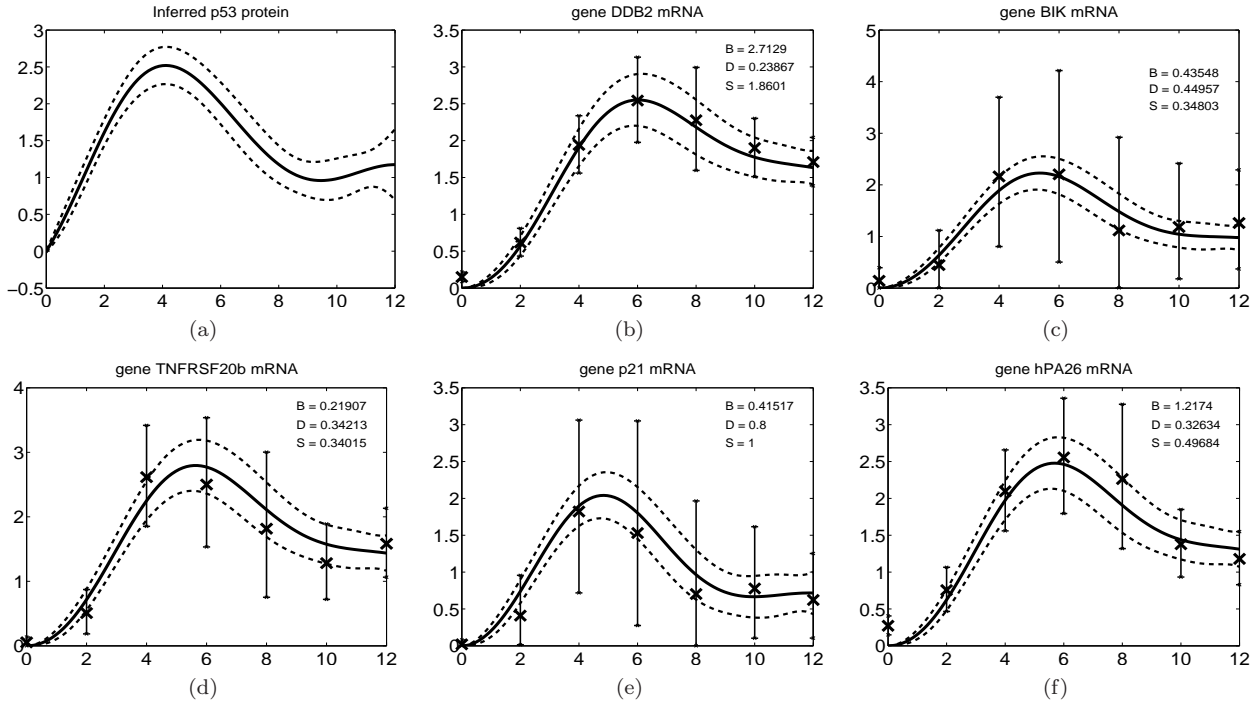 Inferred p53 protein
3
2.5
2
1.5
1
0.5
0
−0.5
0 2 4 6 8 10 12
(a)
gene DDB2 mRNA
B = 2.7129
D = 0.23867
S = 1.8601
3.5
3
2.5
2
1.5
1
0.5
0
0 2 4 6 8 10 12
(b)
gene BIK mRNA
B = 0.43548
D = 0.44957
S = 0.34803
5
4
3
2
1
0
0 2 4 6 8 10 12
(c)
gene TNFRSF20b mRNA
B = 0.21907
D = 0.34213
S = 0.34015
4
3
2
1
0
0 2 4 6 8 10 12
(d)
gene p21 mRNA
B = 0.41517
D = 0.8
S = 1
3.5
3
2.5
2
1.5
1
0.5
0
0 2 4 6 8 10 12
(e)
gene hPA26 mRNA
B = 1.2174
D = 0.32634
S = 0.49684
3.5
3
2.5
2
1.5
1
0.5
0
0 2 4 6 8 10 12
(f)